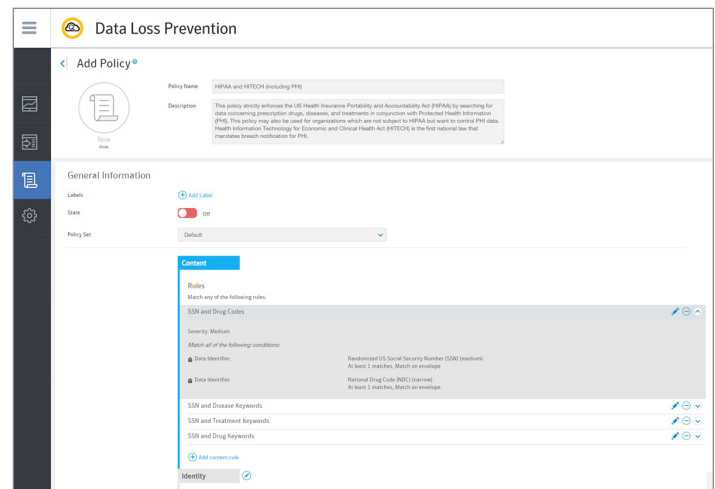 Data Loss Prevention
Add Policy
Policy Name
HIPAA and HITECH (including PHI)
Description
This policy strictly enforces the US Health Insurance Portability and Accountability Act (HIPAA) by searching for
data concerning prescription drugs, diseases, and treatments in conjunction with Protected Health Information
(PHI). This policy may also be used for organizations which are not subject to HIPAA but want to control PHI data.
Health Information Technology for Economic and Clinical Health Act (HITECH) is the first national law that
mandates breach notification for PHI.
New
General Information
Labels
Add Label
State
Off
Policy Set
Default
Content
Rules
Match any of the following rules:
SSN and Drug Codes
Severity: Medium
Match all of the following conditions:
Data Identifier:
Randomized US Social Security Number (SSN) (medium)
At least 1 matches, Match on envelope
Data Identifier:
National Drug Code (NDC) (narrow)
At least 1 matches, Match on envelope
SSN and Disease Keywords
SSN and Treatment Keywords
SSN and Drug Keywords
Add content rule
Identity